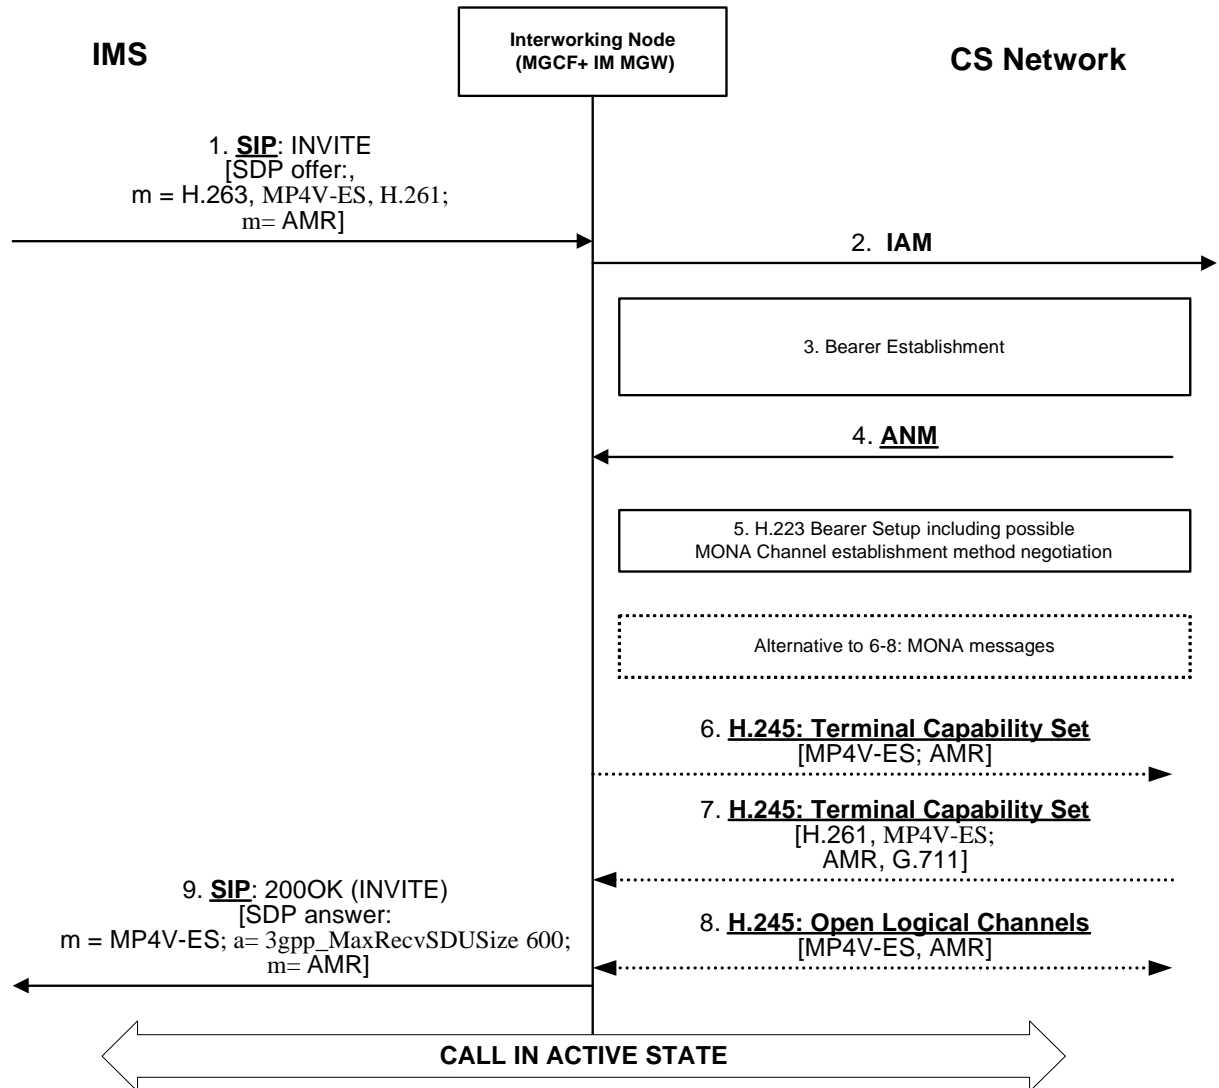 IMS
Interworking Node
(MGCF+ IM MGW)
CS Network
1. SIP: INVITE
[SDP offer:,
m = H.263, MP4V-ES, H.261;
m= AMR]
2. IAM
3. Bearer Establishment
4. ANM
5. H.223 Bearer Setup including possible
MONA Channel establishment method negotiation
Alternative to 6-8: MONA messages
6. H.245: Terminal Capability Set
[MP4V-ES; AMR]
7. H.245: Terminal Capability Set
[H.261, MP4V-ES;
AMR, G.711]
9. SIP: 200OK (INVITE)
[SDP answer:
m = MP4V-ES; a= 3gpp_MaxRecvSDUSize 600;
m= AMR]
8. H.245: Open Logical Channels
[MP4V-ES, AMR]
CALL IN ACTIVE STATE